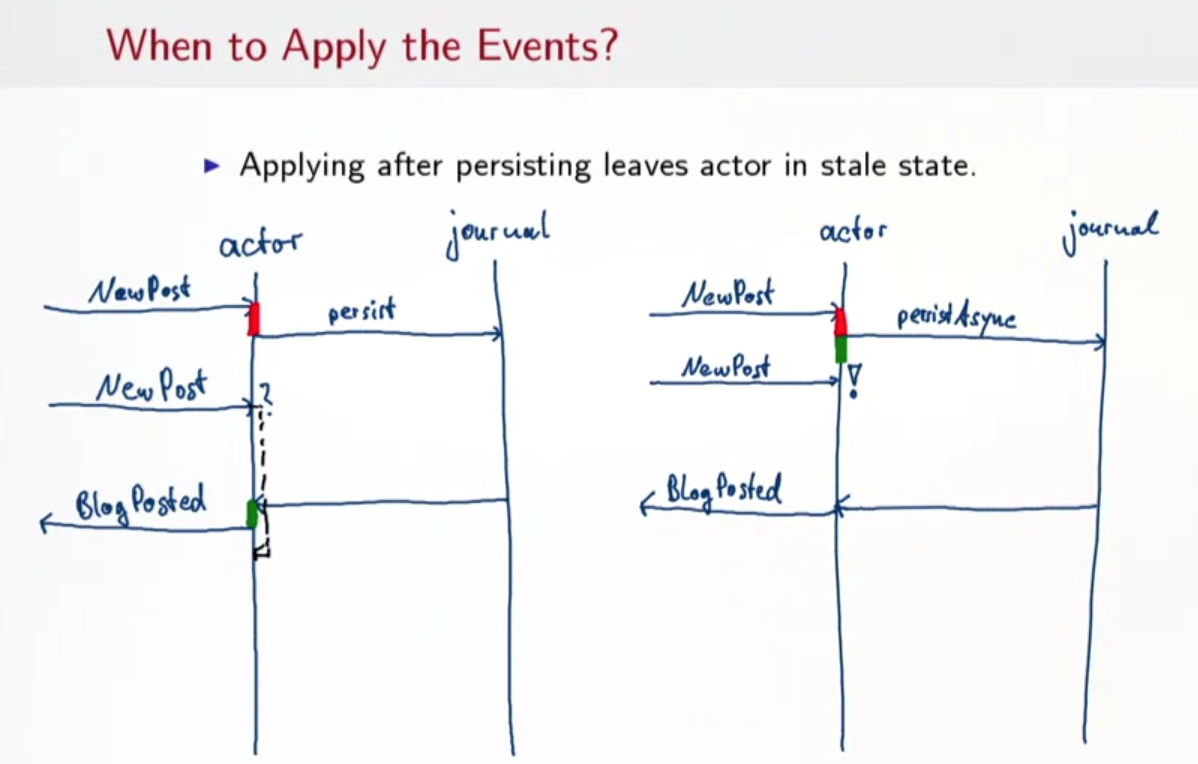 When to Apply the Events?
▶ Applying after persisting leaves actor in stale state.
actor
journal
NewPost
persist
NewPost
?
BlogPosted
actor
journal
NewPost
persistAsync
NewPost
!
BlogPosted